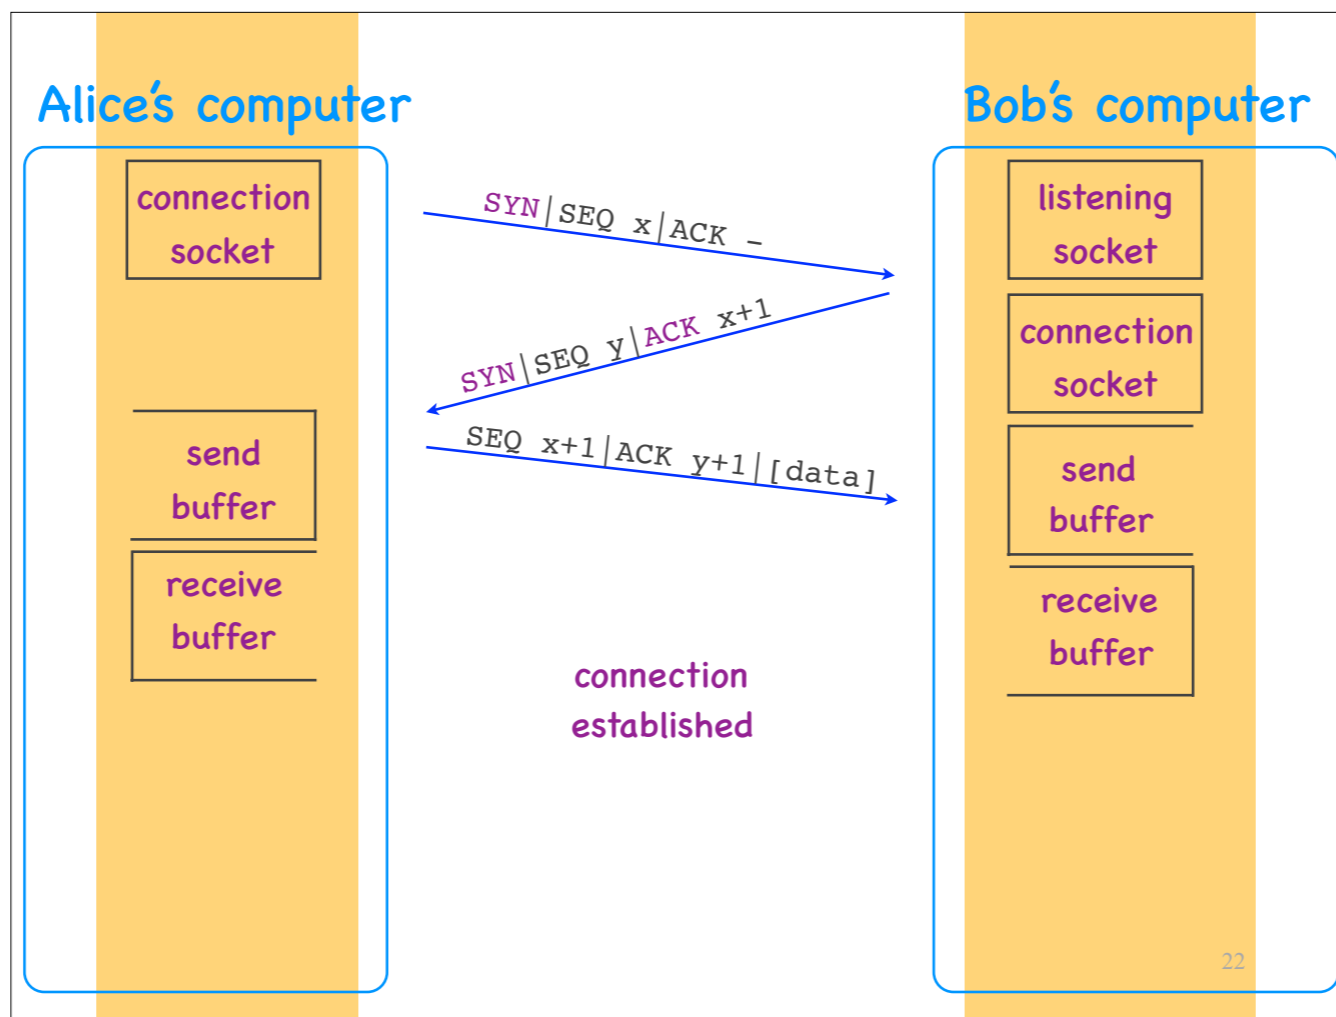 Alice's computer
connection
socket
send
buffer
receive
buffer
SYN|SEQ x|ACK -
SYN|SEQ y|ACK x+1
SEQ x+1|ACK y+1|[data]
connection
established
Bob's computer
listening
socket
connection
socket
send
buffer
receive
buffer
22